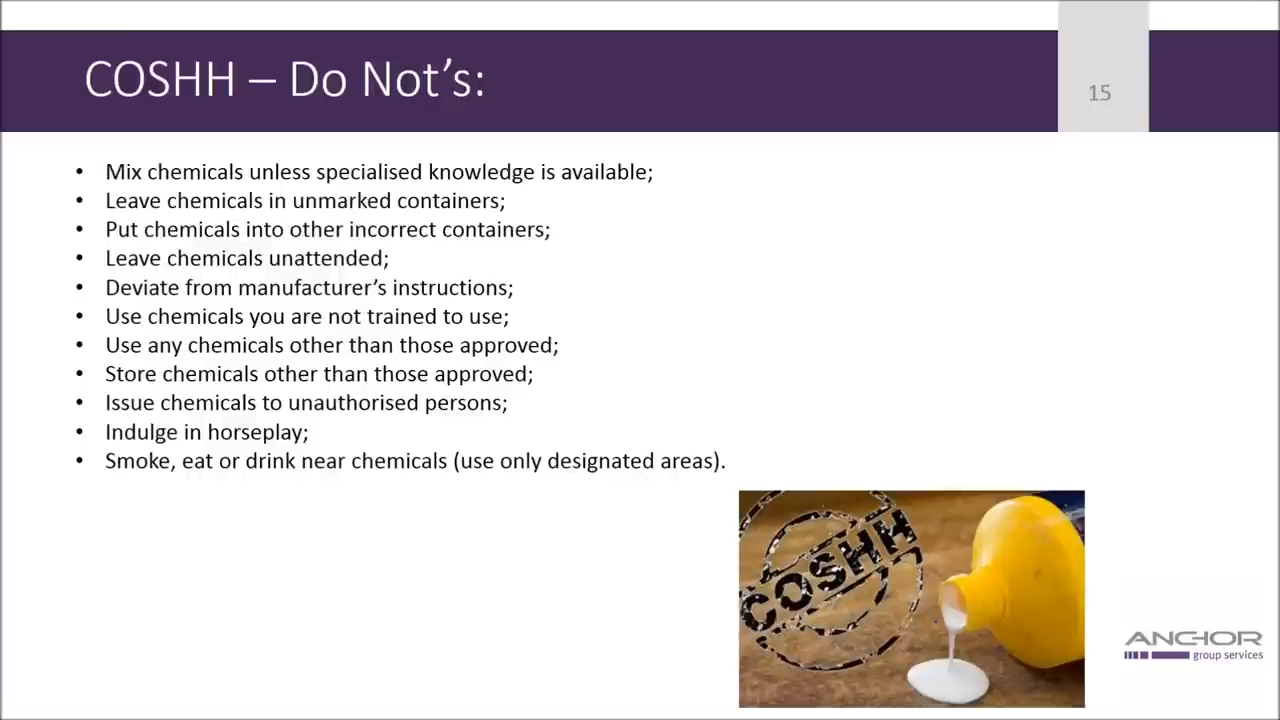 COSHH – Do Not's:
15
• Mix chemicals unless specialised knowledge is available;
• Leave chemicals in unmarked containers;
• Put chemicals into other incorrect containers;
• Leave chemicals unattended;
• Deviate from manufacturer's instructions;
• Use chemicals you are not trained to use;
• Use any chemicals other than those approved;
• Store chemicals other than those approved;
• Issue chemicals to unauthorised persons;
• Indulge in horseplay;
• Smoke, eat or drink near chemicals (use only designated areas).
COSHH
ANCHOR
group services